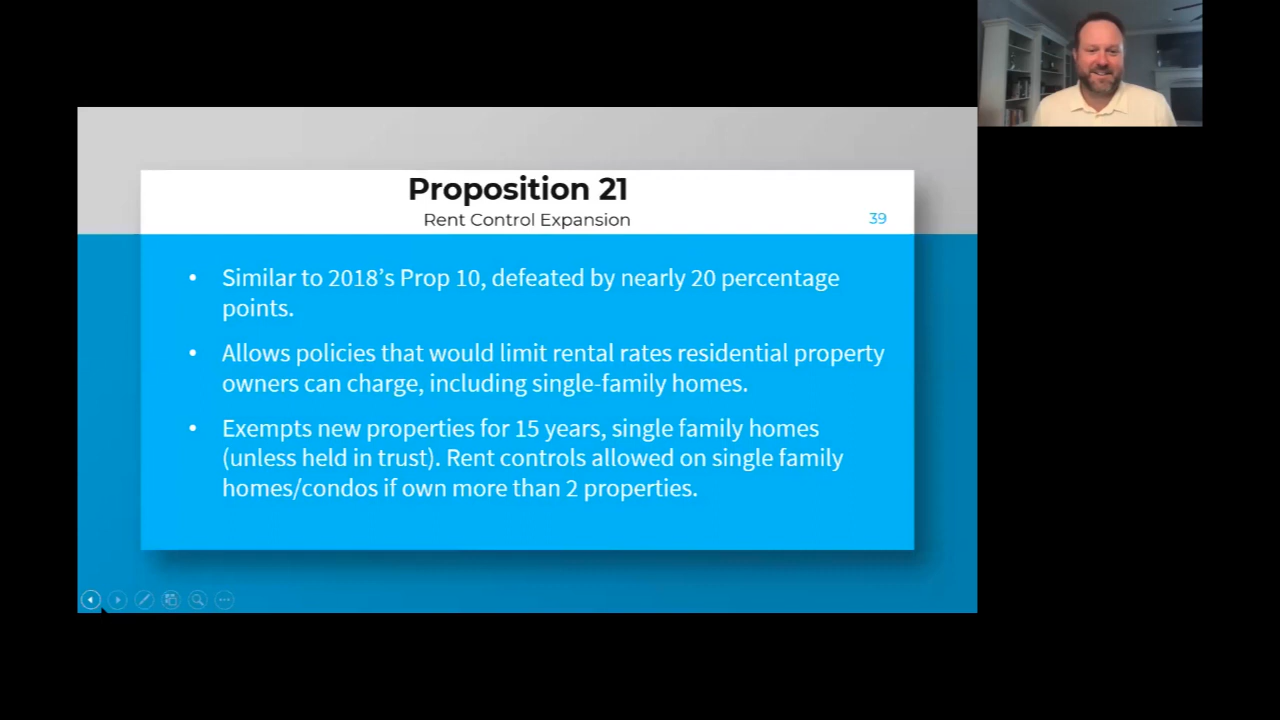 Proposition 21
Rent Control Expansion
39
• Similar to 2018's Prop 10, defeated by nearly 20 percentage
points.
• Allows policies that would limit rental rates residential property
owners can charge, including single-family homes.
• Exempts new properties for 15 years, single family homes
(unless held in trust). Rent controls allowed on single family
homes/condos if own more than 2 properties.